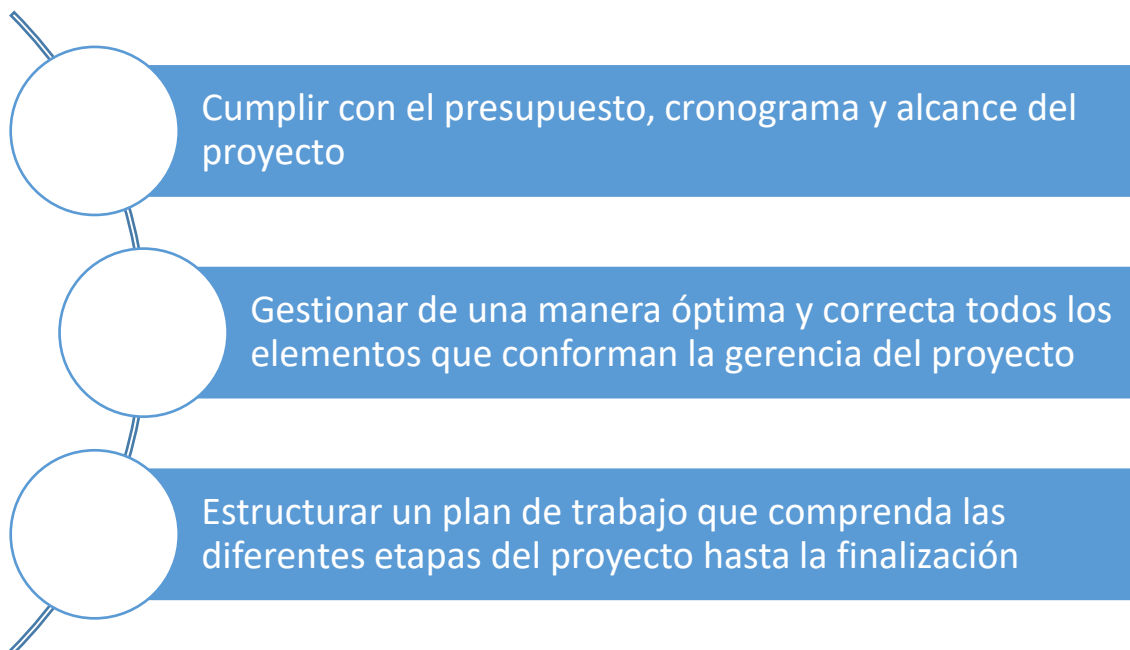 Cumplir con el presupuesto, cronograma y alcance del
proyecto
Gestionar de una manera óptima y correcta todos los
elementos que conforman la gerencia del proyecto
Estructurar un plan de trabajo que comprenda las
diferentes etapas del proyecto hasta la finalización